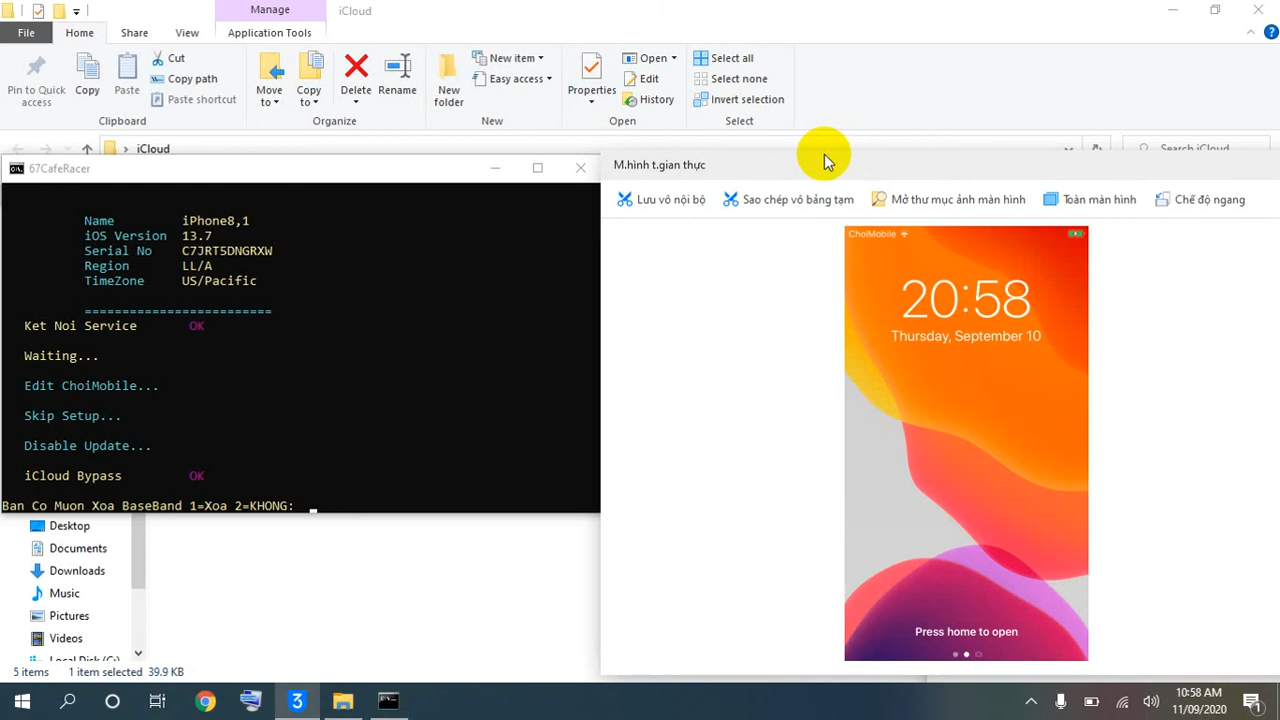 Manage
iCloud
File
Home
Share
View
Application Tools
Pin to Quick access
Copy
Paste
Cut
Copy path
Paste shortcut
Clipboard
Move to
Copy to
Delete
Rename
Organize
New folder
New item
Easy access
New
Properties
Open
Edit
History
Open
Select all
Select none
Invert selection
Select
iCloud
Search iCloud
67CafeRacer
Name iPhone8,1
iOS Version 13.7
Serial No C7JRT5DNGRXW
Region LL/A
TimeZone US/Pacific
=========================
Ket Noi Service OK
Waiting...
Edit ChoiMobile...
Skip Setup...
Disable Update...
iCloud Bypass OK
Ban Co Muon Xoa BaseBand 1=Xoa 2=KHONG:
M.hình t.gian thực
Lưu vô nội bộ
Sao chép vô bảng tạm
Mở thư mục ảnh màn hình
Toàn màn hình
Chế độ ngang
ChoiMobile
20:58
Thursday, September 10
Press home to open
Desktop
Documents
Downloads
Music
Pictures
Videos
Local Disk (C:)
5 items
1 item selected 39.9 KB
3
10:58 AM
11/09/2020
1